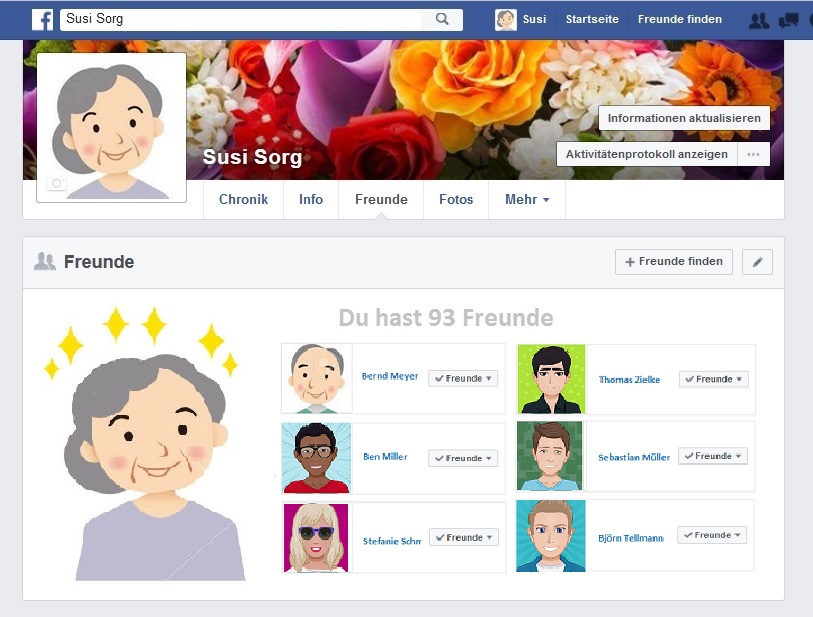 f Susi Sorg Susi Startseite Freunde finden
Informationen aktualisieren
Susi Sorg
Aktivitätenprotokoll anzeigen ...
Chronik Info Freunde Fotos Mehr
Freunde
+ Freunde finden
Du hast 93 Freunde
Bernd Meyer Freunde
Thomas Zielke Freunde
Ben Miller Freunde
Sebastian Müller Freunde
Stefanie Schm Freunde
Björn Tellmann Freunde